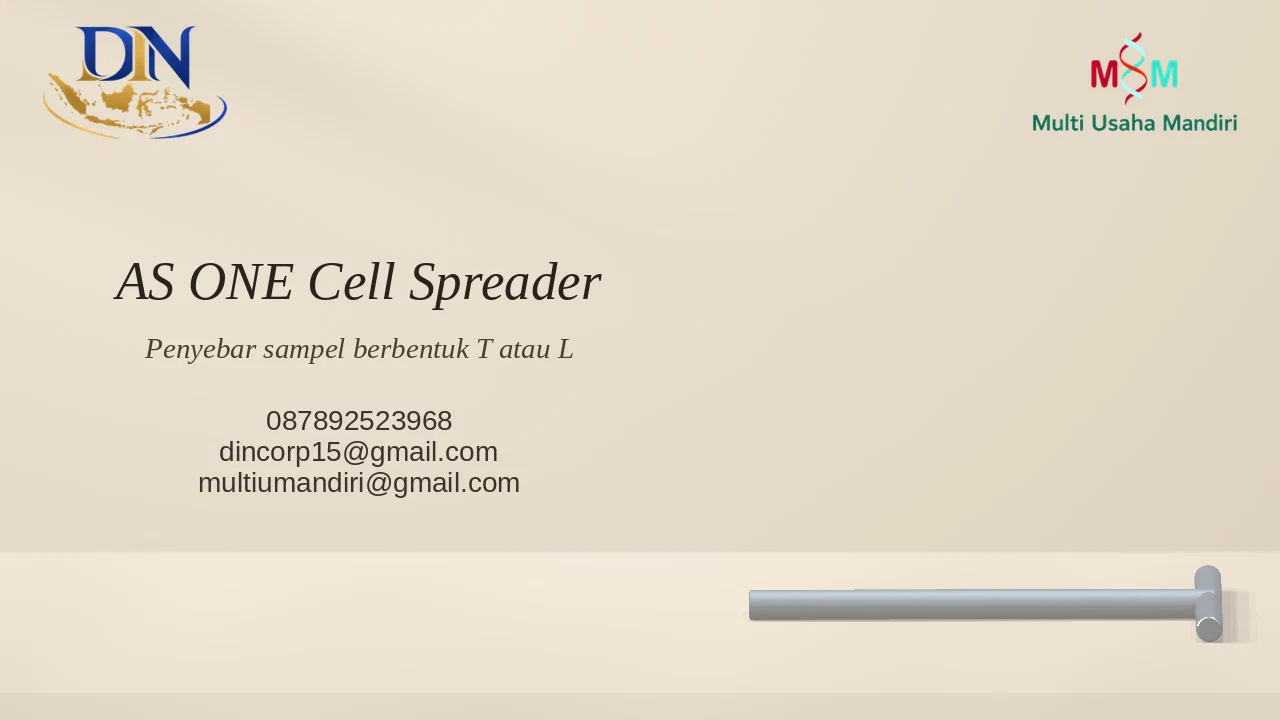 DIN
MSM
Multi Usaha Mandiri
AS ONE Cell Spreader
Penyebar sampel berbentuk T atau L
087892523968
dincorp15@gmail.com
multiumandiri@gmail.com